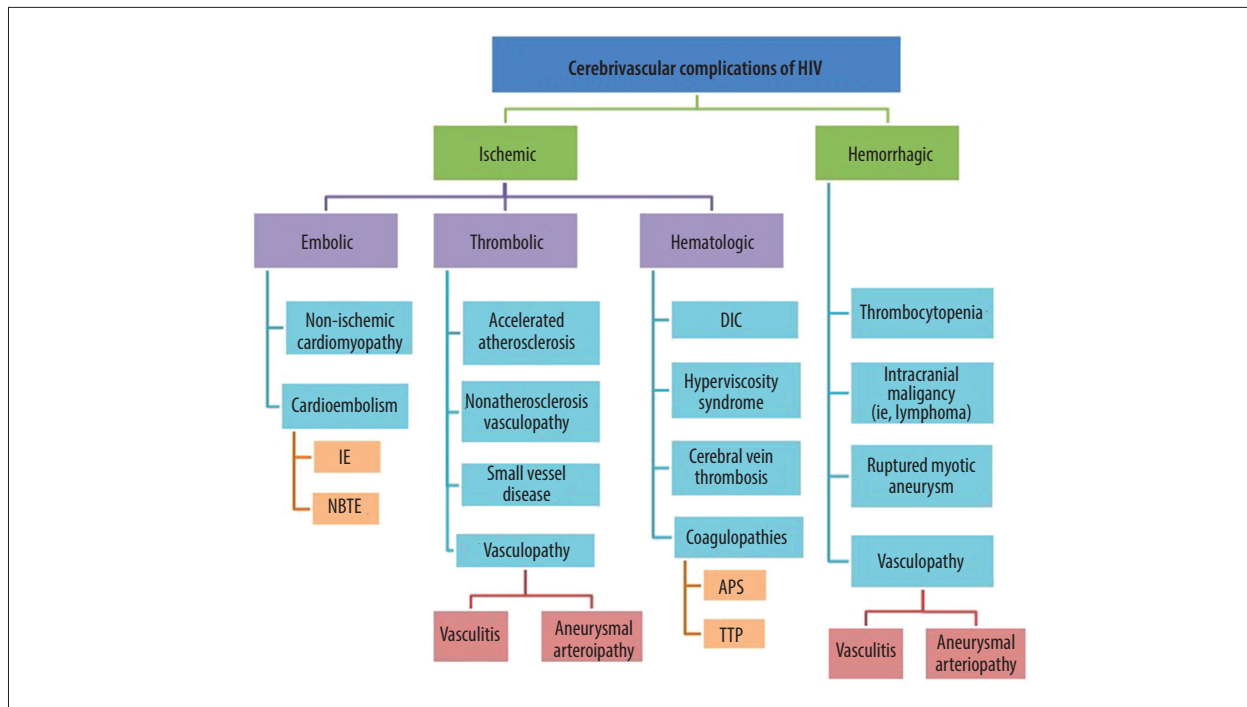 Cerebrivascular complications of HIV
Ischemic
Hemorrhagic
Embolic
Thrombolic
Hematologic
Non-ischemic
cardiomyopathy
Cardioembolism
IE
NBTE
Accelerated
atherosclerosis
Nonatherosclerosis
vasculopathy
Small vessel
disease
Vasculopathy
Vasculitis
Aneurysmal
arteroipathy
DIC
Hyperviscosity
syndrome
Cerebral vein
thrombosis
Coagulopathies
APS
TTP
Thrombocytopenia
Intracranial
maligancy
(ie, lymphoma)
Ruptured myotic
aneurysm
Vasculopathy
Vasculitis
Aneurysmal
arteriopathy